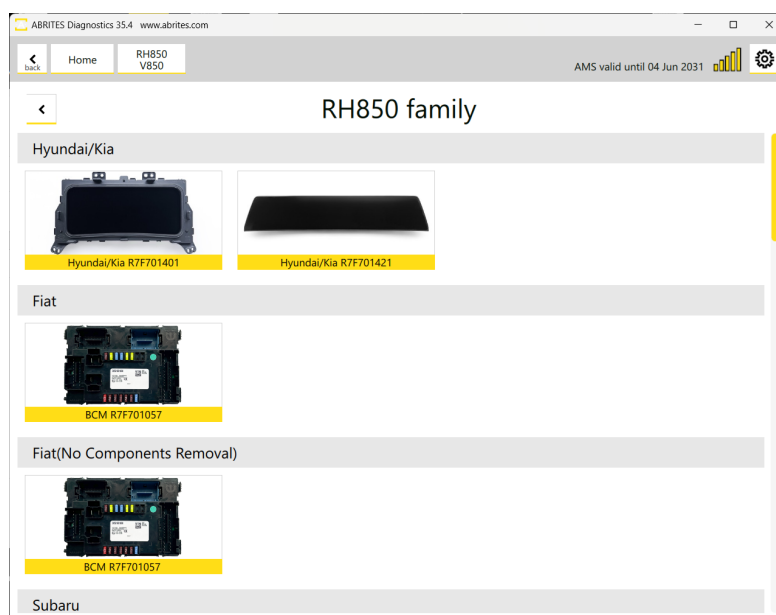 ABRITES Diagnostics 35.4 www.abrites.com
back
Home
RH850
V850
AMS valid until 04 Jun 2031
RH850 family
Hyundai/Kia
Hyundai/Kia R7F701401
Hyundai/Kia R7F701421
Fiat
BCM R7F701057
Fiat(No Components Removal)
BCM R7F701057
Subaru